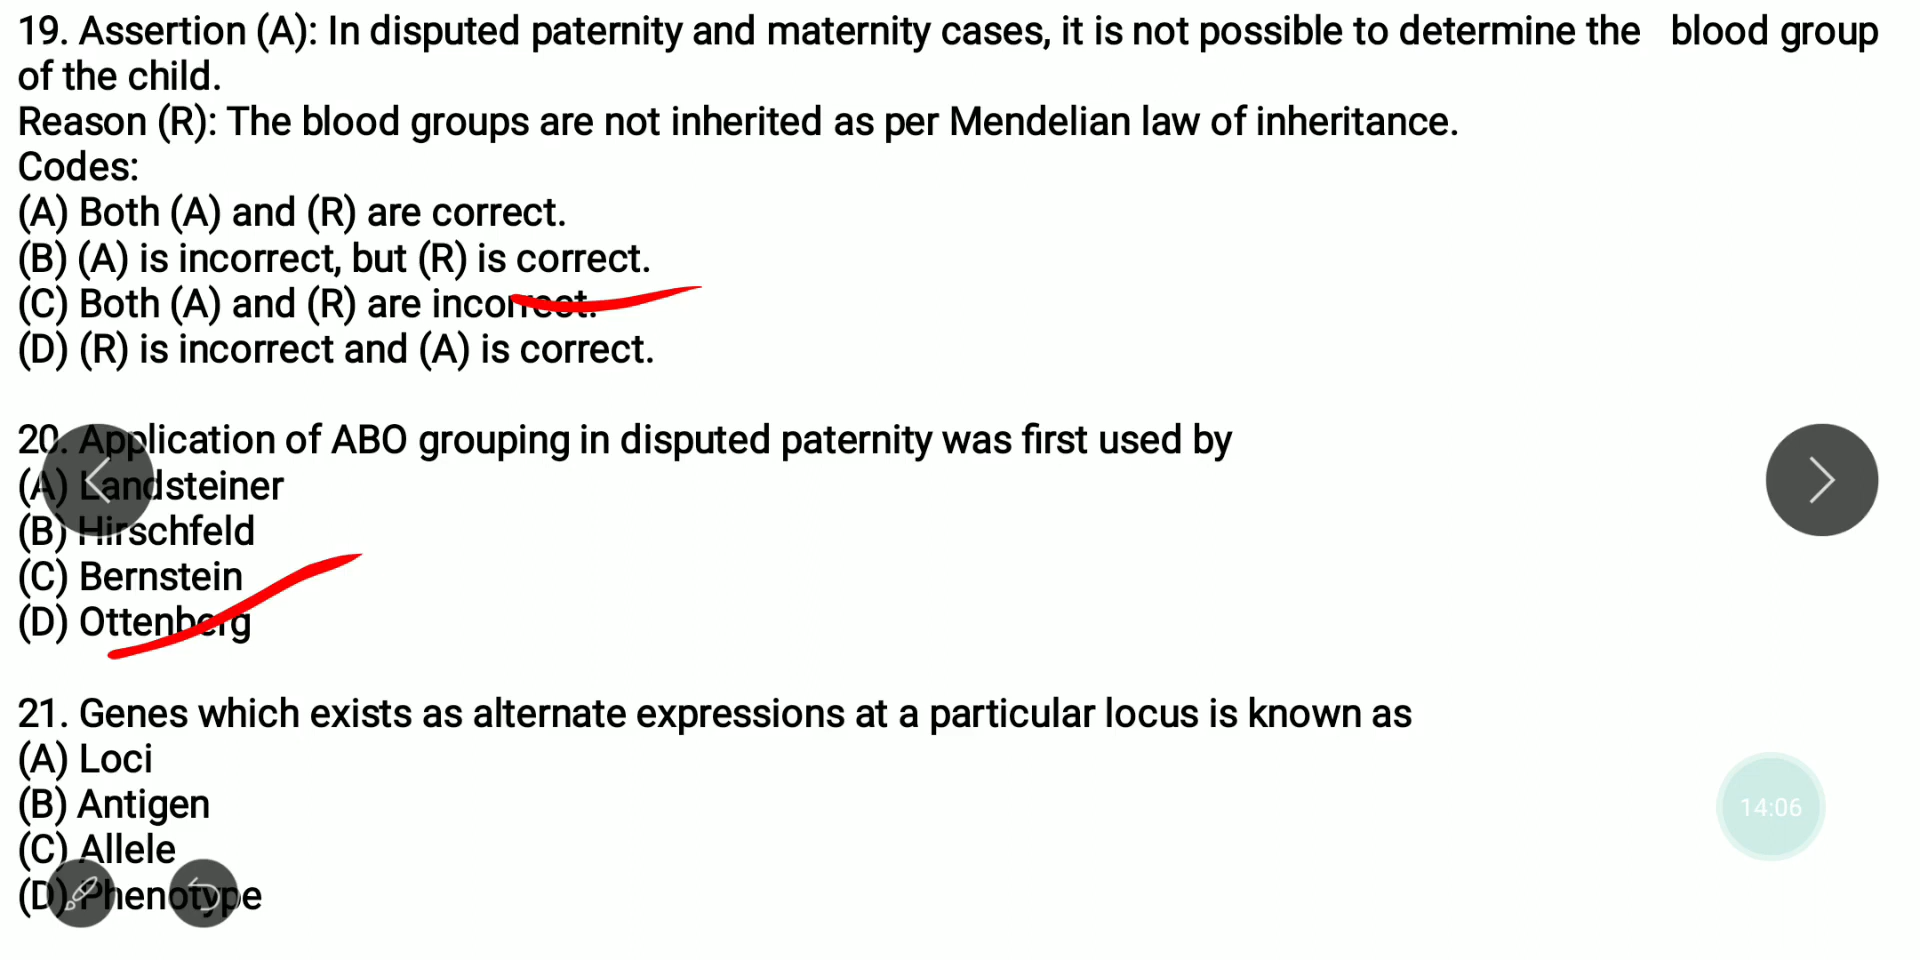 19. Assertion (A): In disputed paternity and maternity cases, it is not possible to determine the blood group
of the child.
Reason (R): The blood groups are not inherited as per Mendelian law of inheritance.
Codes:
(A) Both (A) and (R) are correct.
(B) (A) is incorrect, but (R) is correct.
(C) Both (A) and (R) are incorrect.
(D) (R) is incorrect and (A) is correct.
20. Application of ABO grouping in disputed paternity was first used by
(A) Landsteiner
(B) Hirschfeld
(C) Bernstein
(D) Ottenberg
21. Genes which exists as alternate expressions at a particular locus is known as
(A) Loci
(B) Antigen
14:06
(C) Allele
(D) Phenotype